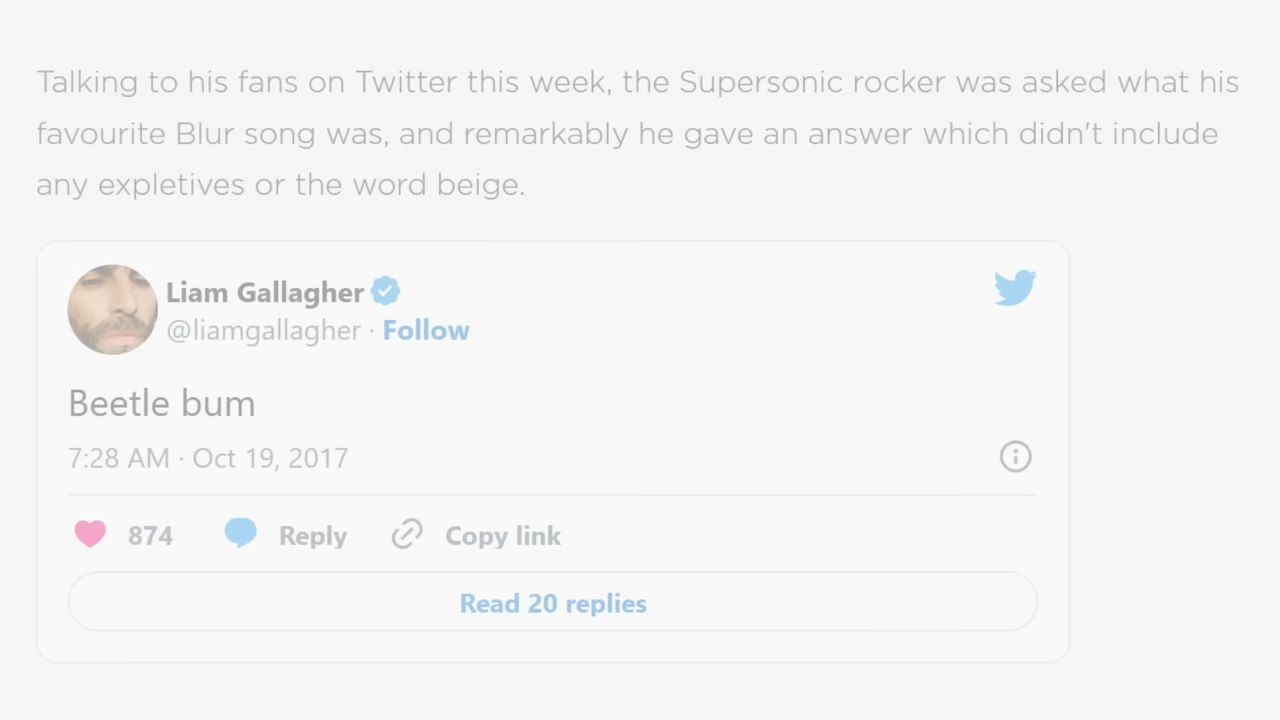 Talking to his fans on Twitter this week, the Supersonic rocker was asked what his
favourite Blur song was, and remarkably he gave an answer which didn't include
any expletives or the word beige.
Liam Gallagher
@liamgallagher · Follow
Beetle bum
7:28 AM · Oct 19, 2017
874 Reply Copy link
Read 20 replies